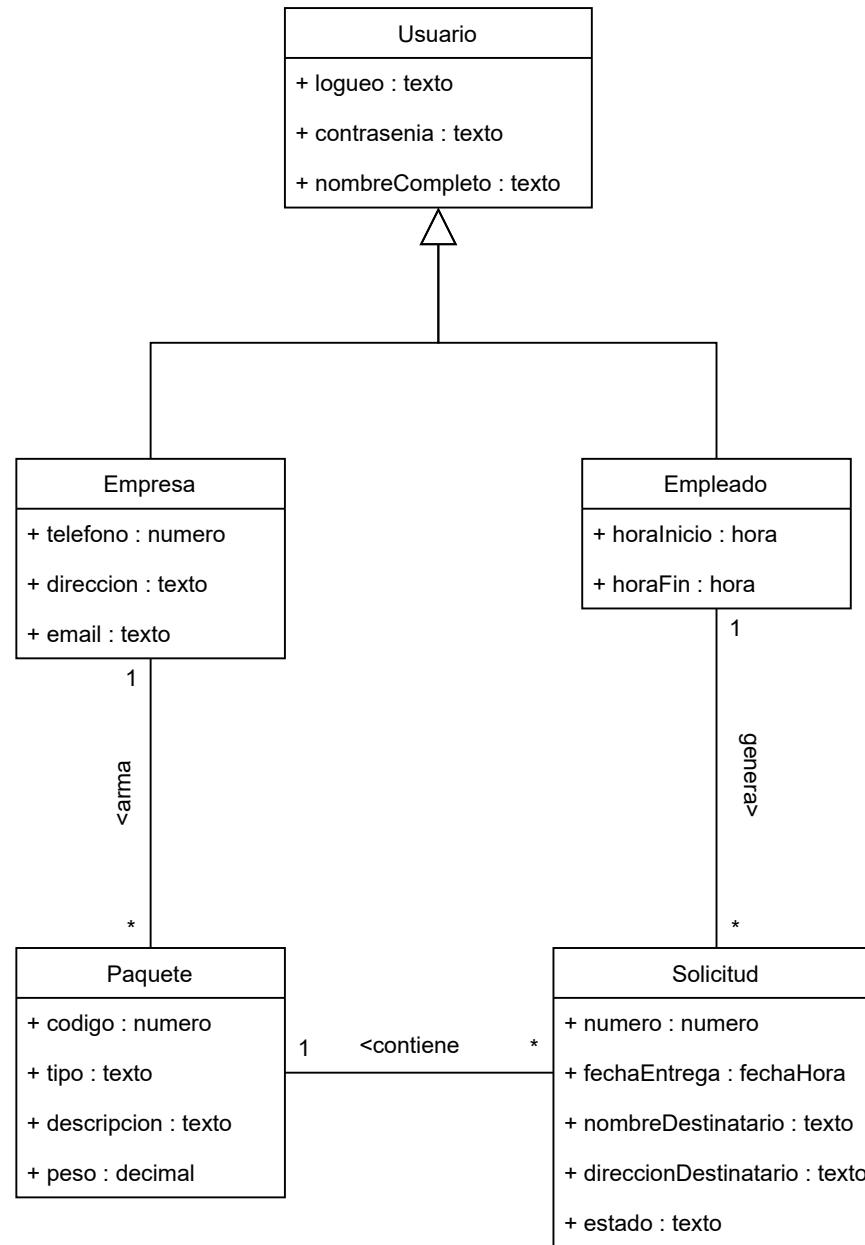 Usuario
+ logueo : texto
+ contrasenia : texto
+ nombreCompleto : texto
Empresa
+ telefono : numero
+ direccion : texto
+ email : texto
Empleado
+ horaInicio : hora
+ horaFin : hora
1
1
<arma
genera>
*
*
Paquete
+ codigo : numero
+ tipo : texto
+ descripcion : texto
+ peso : decimal
1
<contiene
*
Solicitud
+ numero : numero
+ fechaEntrega : fechaHora
+ nombreDestinatario : texto
+ direccionDestinatario : texto
+ estado : texto